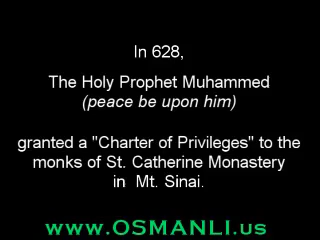 In 628,
The Holy Prophet Muhammed
(peace be upon him)
granted a "Charter of Privileges" to the
monks of St. Catherine Monastery
in Mt. Sinai.
www.OSMANLI.us